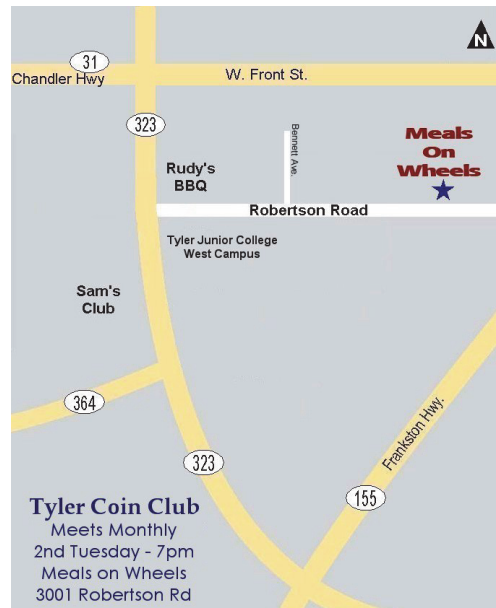 N
31
Chandler Hwy
W. Front St.
323
Bennett Ave.
Meals
On
Wheels
Rudy's
BBQ
Robertson Road
Tyler Junior College
West Campus
Sam's
Club
364
323
Frankston Hwy.
155
Tyler Coin Club
Meets Monthly
2nd Tuesday - 7pm
Meals on Wheels
3001 Robertson Rd